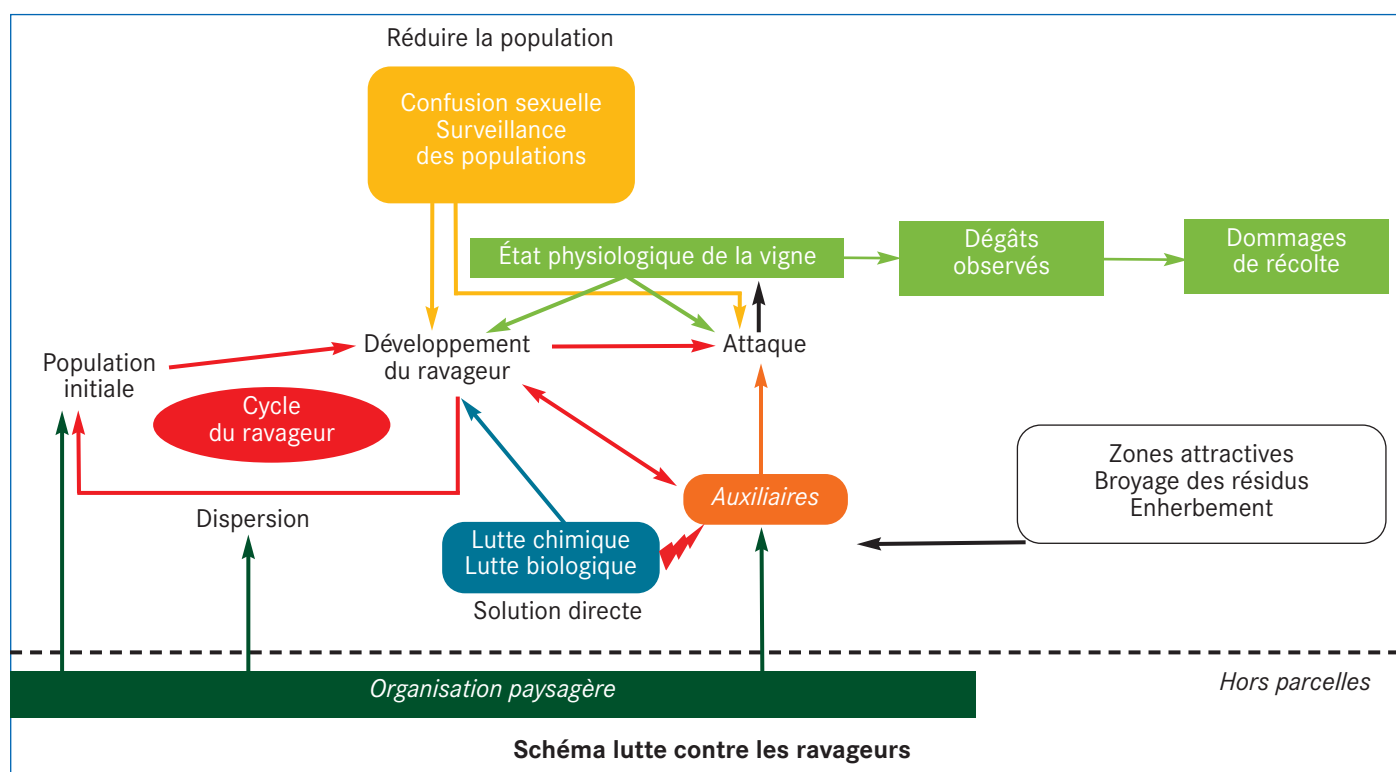 Réduire la population
Confusion sexuelle
Surveillance
des populations
État physiologique de la vigne
Dégâts
observés
Dommages
de récolte
Population
initiale
Développement
du ravageur
Attaque
Cycle
du ravageur
Zones attractives
Broyage des résidus
Enherbement
Auxiliaires
Dispersion
Lutte chimique
Lutte biologique
Solution directe
Organisation paysagère
Hors parcelles
Schéma lutte contre les ravageurs